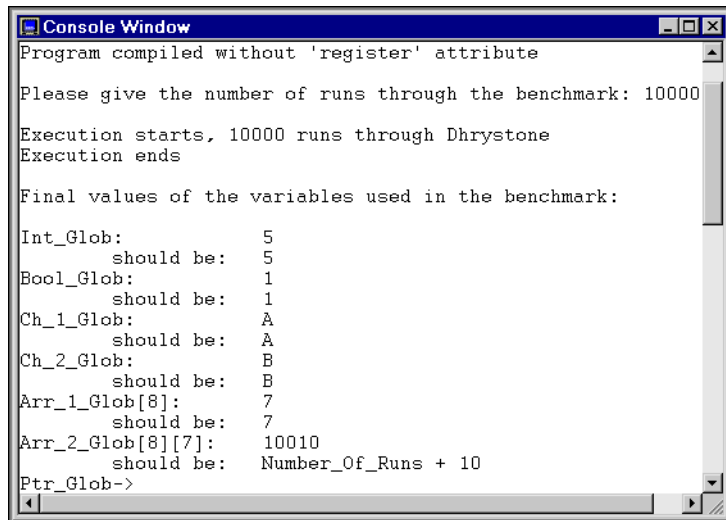 Console Window
Program compiled without 'register' attribute
Please give the number of runs through the benchmark: 10000
Execution starts, 10000 runs through Dhrystone
Execution ends
Final values of the variables used in the benchmark:
Int_Glob: 5
should be: 5
Bool_Glob: 1
should be: 1
Ch_1_Glob: A
should be: A
Ch_2_Glob: B
should be: B
Arr_1_Glob[8]: 7
should be: 7
Arr_2_Glob[8][7]: 10010
should be: Number_Of_Runs + 10
Ptr_Glob->